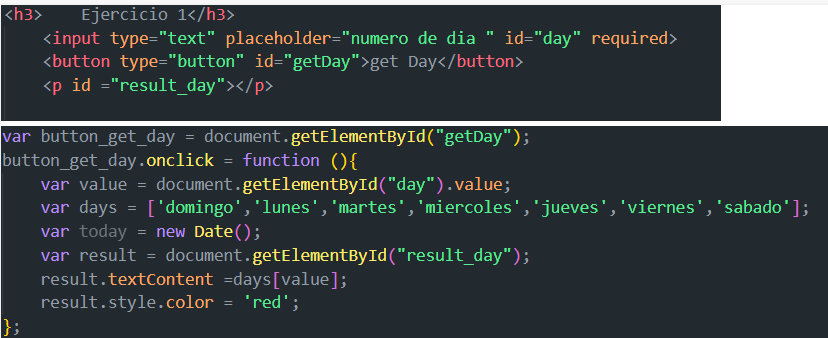 <h3>    Ejercicio 1</h3>
    <input type="text" placeholder="numero de dia " id="day" required>
    <button type="button" id="getDay">get Day</button>
    <p id ="result_day"></p>
var button_get_day = document.getElementById("getDay");
button_get_day.onclick = function (){
    var value = document.getElementById("day").value;
    var days = ['domingo','lunes','martes','miercoles','jueves','viernes','sabado'];
    var today = new Date();
    var result = document.getElementById("result_day");
    result.textContent =days[value];
    result.style.color = 'red';
};